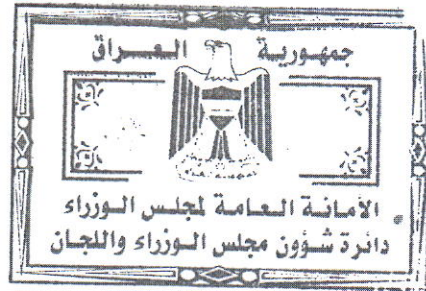 جمهورية العراق
الأمانة العامة لمجلس الوزراء
دائرة شؤون مجلس الوزراء واللجان